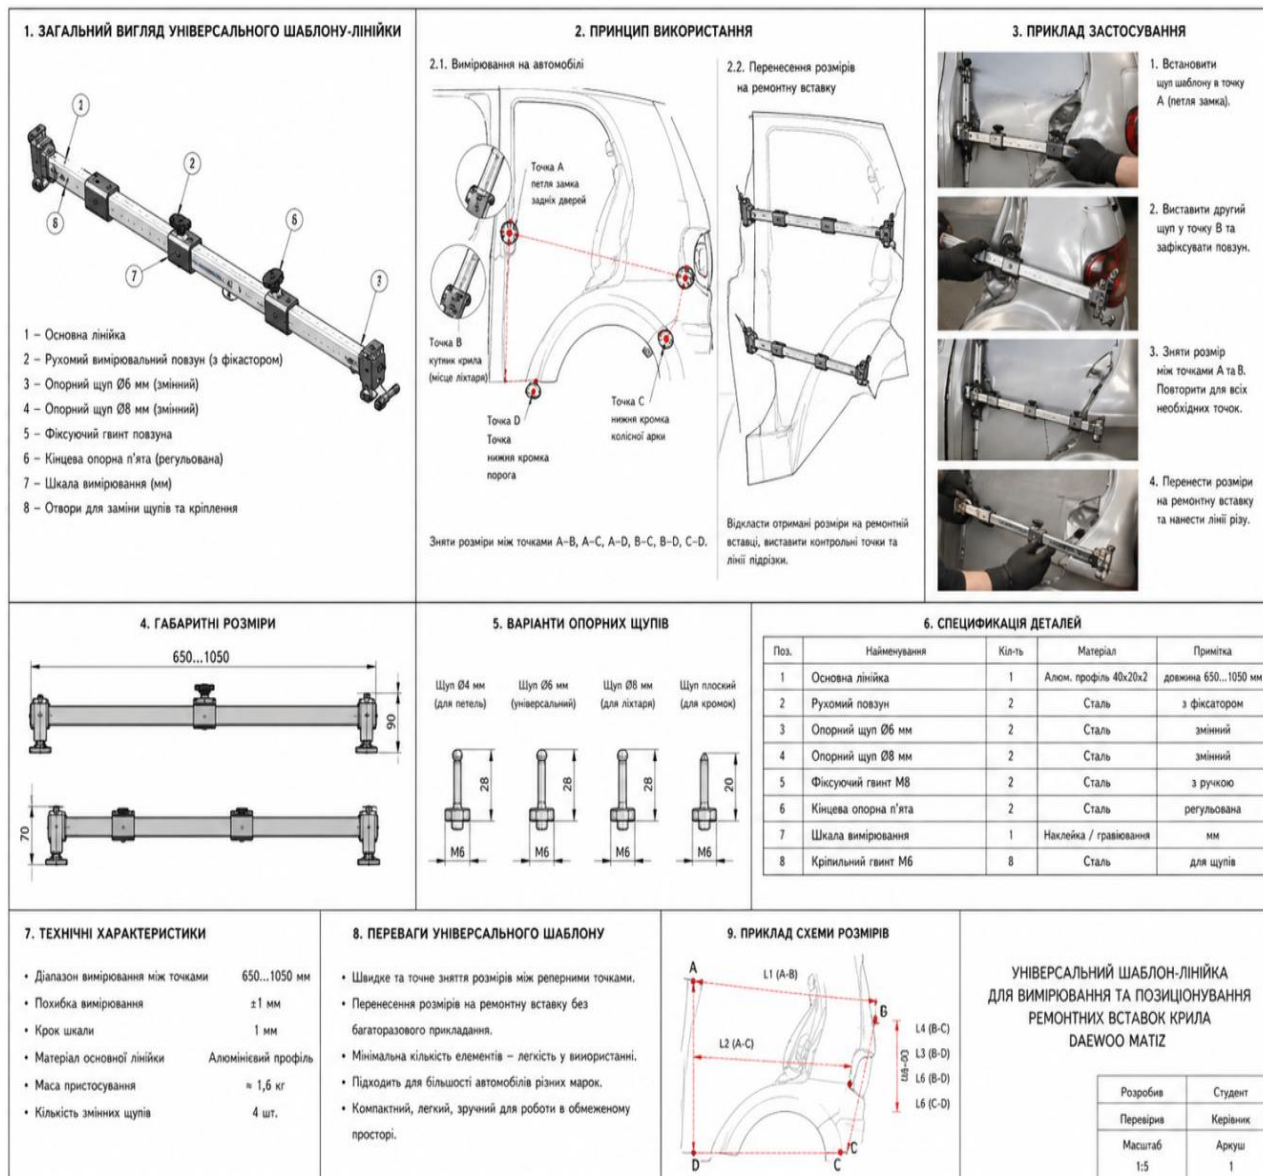 1. ЗАГАЛЬНИЙ ВИГЛЯД УНІВЕРСАЛЬНОГО ШАБЛОНУ-ЛІНІЙКИ
2
2
6
6
7
3
1 – Основна лінійка
2 – Рухомий вимірювальний повзун (з фікастором)
3 – Опорний щуп Ø6 мм (змінний)
4 – Опорний щуп Ø8 мм (змінний)
5 – Фіксуючий гвинт повзуна
6 – Кінцева опорна п'ята (регульована)
7 – Шкала вимірювання (мм)
8 – Отвори для заміни щупів та кріплення
2. ПРИНЦИП ВИКОРИСТАННЯ
2.1. Вимірювання на автомобілі
Точка A
петля замка
задніх дверей
Точка B
кутник крила
(місце ліхтаря)
Точка D
Точка
нижня кромка
порога
Точка C
нижня кромка
колісної арки
Зняти розміри між точками A–B, A–C, A–D, B–C, B–D, C–D.
2.2. Перенесення розмірів
на ремонтну вставку
Відкласти отримані розміри на ремонтній
вставці, виставити контрольні точки та
лінії підрізки.
3. ПРИКЛАД ЗАСТОСУВАННЯ
1. Встановити
щуп шаблону в точку
A (петля замка).
2. Виставити другий
щуп у точку B та
зафіксувати повзун.
3. Зняти розмір
між точками A та B.
Повторити для всіх
необхідних точок.
4. Перенести розміри
на ремонтну вставку
та нанести лінії різу.
4. ГАБАРИТНІ РОЗМІРИ
650...1050
90
70
5. ВАРІАНТИ ОПОРНИХ ЩУПІВ
Щуп Ø4 мм
(для петель)
28
M6
Щуп Ø6 мм
(універсальний)
28
M6
Щуп Ø8 мм
(для ліхтаря)
28
M6
Щуп плоский
(для кромок)
20
M6
6. СПЕЦИФІКАЦІЯ ДЕТАЛЕЙ
Поз. Найменування Кіл-ть Матеріал Примітка
1 Основна лінійка 1 Алюм. профіль 40x20x2 довжина 650...1050 мм
2 Рухомий повзун 2 Сталь з фіксатором
3 Опорний щуп Ø6 мм 2 Сталь змінний
4 Опорний щуп Ø8 мм 2 Сталь змінний
5 Фіксуючий гвинт M8 2 Сталь з ручкою
6 Кінцева опорна п'ята 2 Сталь регульована
7 Шкала вимірювання 1 Наклейка / гравіювання мм
8 Кріпильний гвинт M6 8 Сталь для щупів
7. ТЕХНІЧНІ ХАРАКТЕРИСТИКИ
• Діапазон вимірювання між точками 650...1050 мм
• Похибка вимірювання ±1 мм
• Крок шкали 1 мм
• Матеріал основної лінійки Алюмінієвий профіль
• Маса пристосування ≈ 1,6 кг
• Кількість змінних щупів 4 шт.
8. ПЕРЕВАГИ УНІВЕРСАЛЬНОГО ШАБЛОНУ
• Швидке та точне зняття розмірів між реперними точками.
• Перенесення розмірів на ремонтну вставку без
багаторазового прикладання.
• Мінімальна кількість елементів – легкість у використанні.
• Підходить для більшості автомобілів різних марок.
• Компактний, легкий, зручний для роботи в обмеженому
просторі.
9. ПРИКЛАД СХЕМИ РОЗМІРІВ
A
L1 (A-B)
L2 (A-C)
L4 (B-C)
L3 (B-D)
L6 (B-D)
L6 (C-D)
D
C
C
УНІВЕРСАЛЬНИЙ ШАБЛОН-ЛІНІЙКА
ДЛЯ ВИМІРЮВАННЯ ТА ПОЗИЦІОНУВАННЯ
РЕМОНТНИХ ВСТАВОК КРИЛА
DAEWOO MATIZ
Розробив Студент
Перевірив Керівник
Масштаб Аркуш
1:5 1